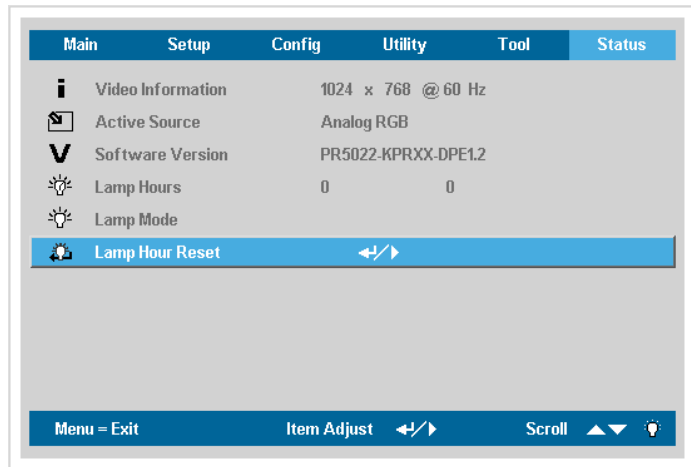 Main Setup Config Utility Tool Status
Video Information 1024 x 768 @ 60 Hz
Active Source Analog RGB
V Software Version PR5022-KPRXX-DPE1.2
Lamp Hours 0 0
Lamp Mode
Lamp Hour Reset
Menu = Exit Item Adjust Scroll